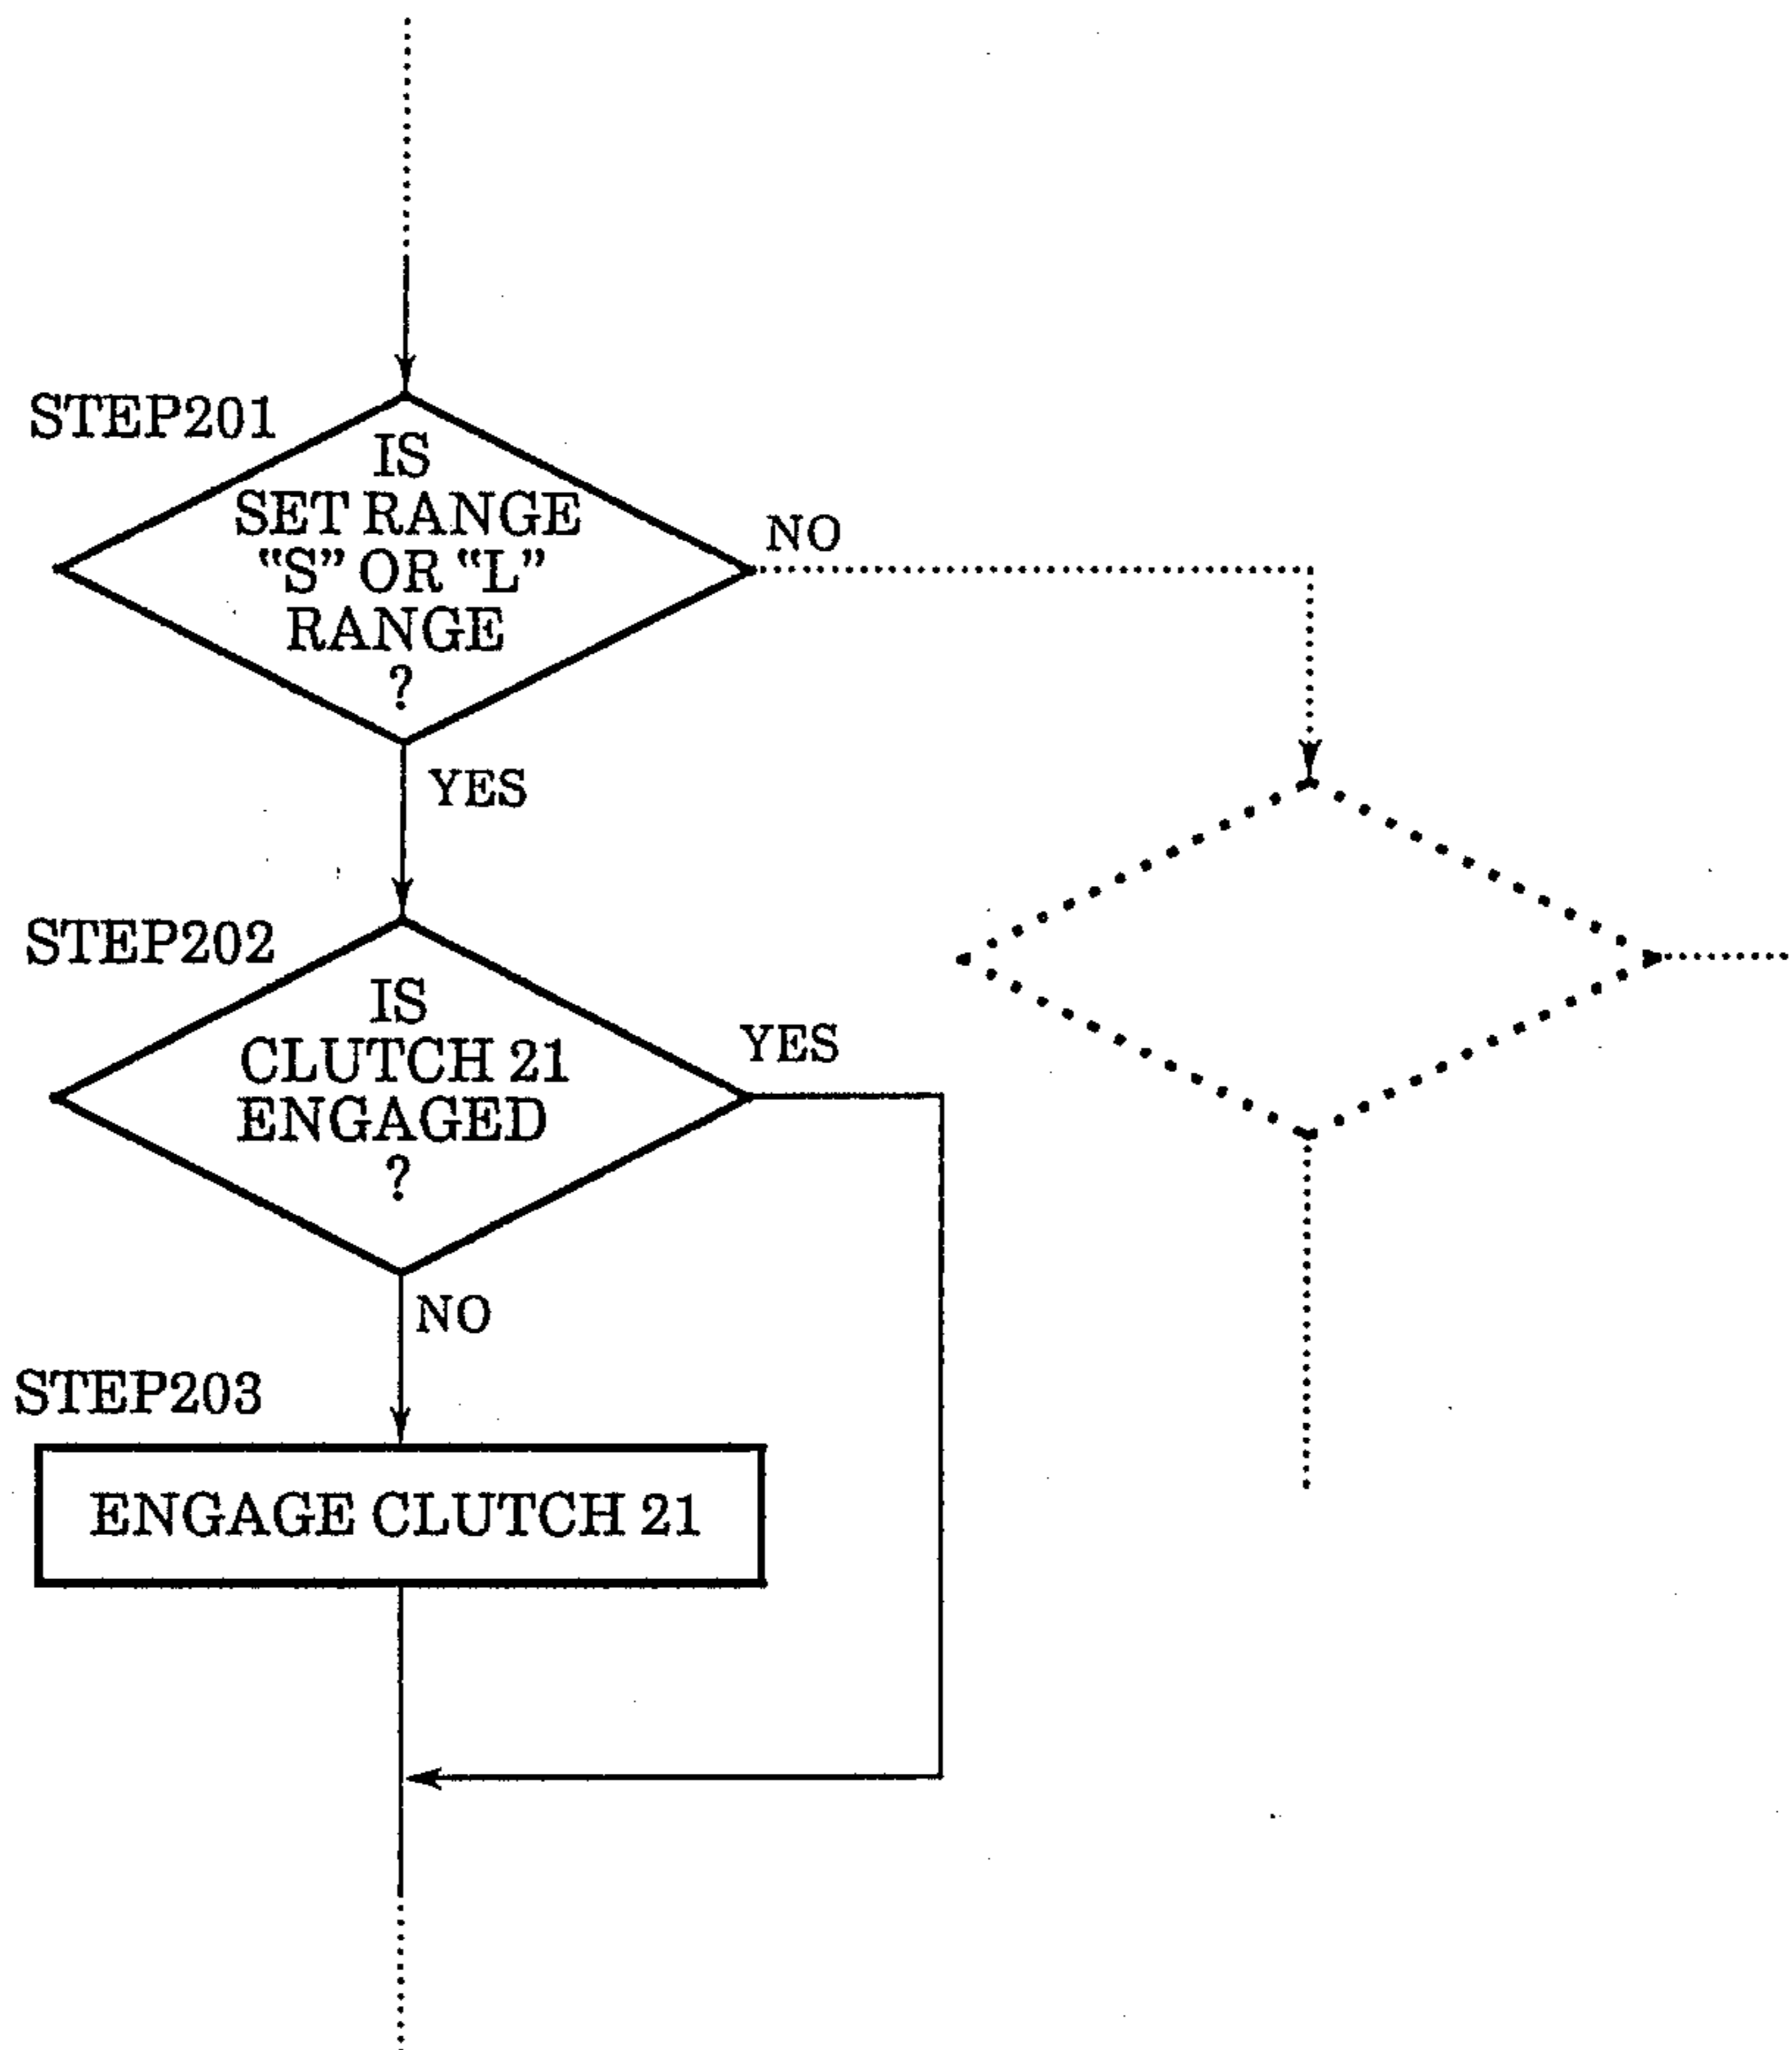 STEP201
IS
SET RANGE
“S” OR “L”
RANGE
?
NO
YES
STEP202
IS
CLUTCH 21
ENGAGED
?
YES
NO
STEP203
ENGAGE CLUTCH 21